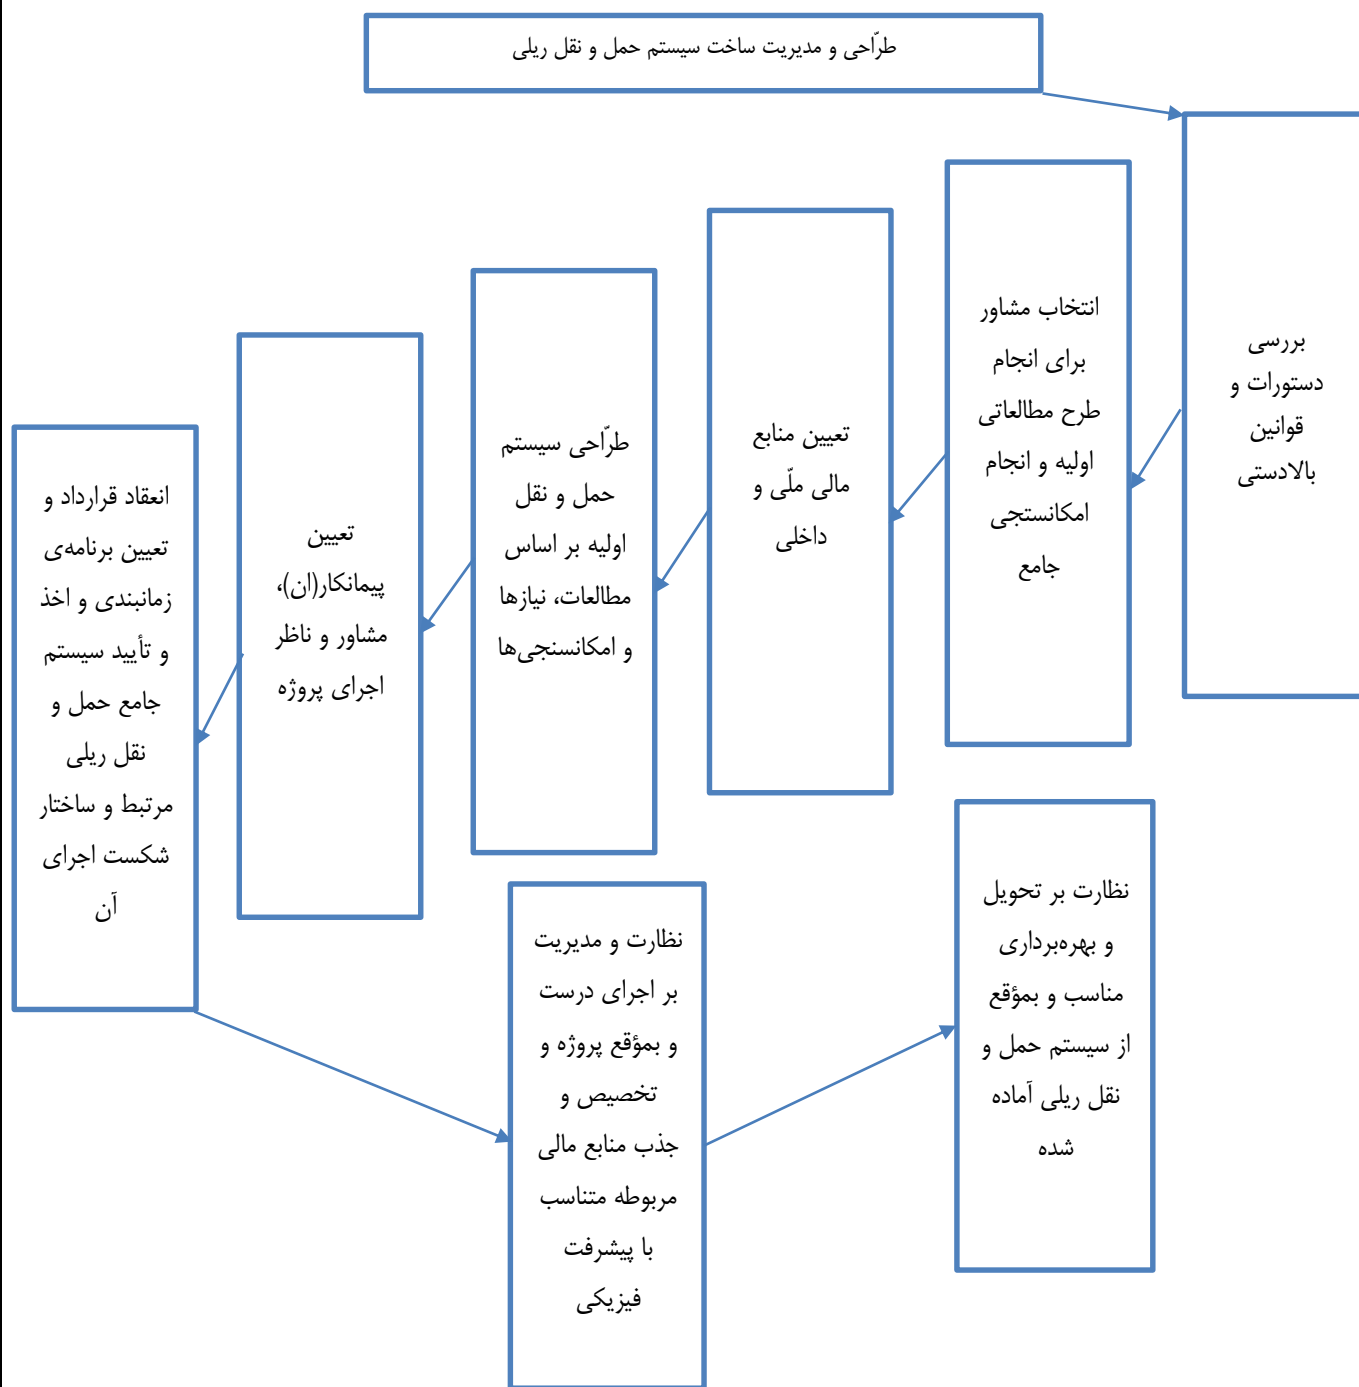 طرّاحی و مدیریت ساخت سیستم حمل و نقل ریلی
بررسی
دستورات و
قوانین
بالادستی
انتخاب مشاور
برای انجام
طرح مطالعاتی
اولیه و انجام
امکانستجی
جامع
تعیین منابع
مالی ملّی و
داخلی
طرّاحی سیستم
حمل و نقل
اولیه بر اساس
مطالعات، نیازها
و امکانسنجی‌ها
تعیین
پیمانکار(ان)،
مشاور و ناظر
اجرای پروژه
انعقاد قرارداد و
تعیین برنامه‌ی
زمانبندی و اخذ
و تأیید سیستم
جامع حمل و
نقل ریلی
مرتبط و ساختار
شکست اجرای
آن
نظارت و مدیریت
بر اجرای درست
و بمؤقع پروژه و
تخصیص و
جذب منابع مالی
مربوطه متناسب
با پیشرفت
فیزیکی
نظارت بر تحویل
و بهره‌برداری
مناسب و بمؤقع
از سیستم حمل و
نقل ریلی آماده
شده